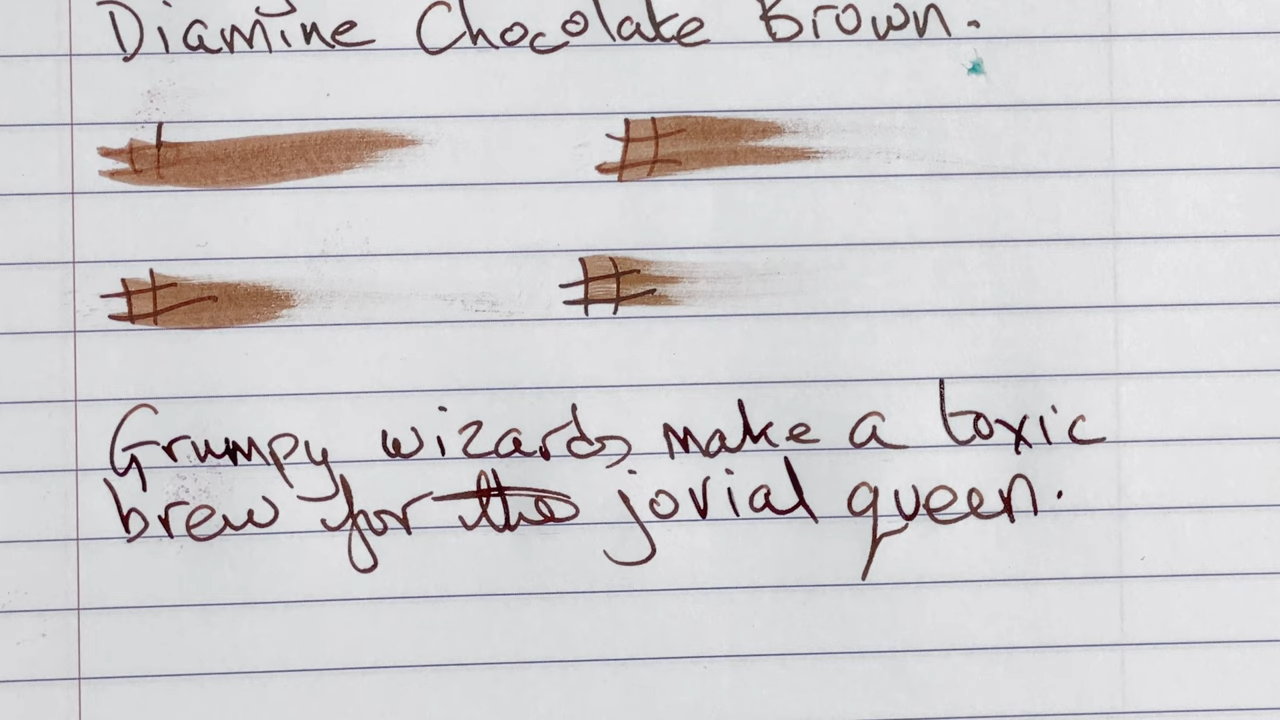 Diamine Chocolate Brown.
Grumpy wizards make a toxic
brew for the jovial queen.